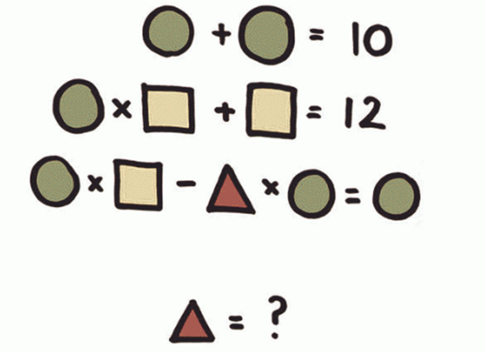 + = 10
× + = 12
× - × =
= ?